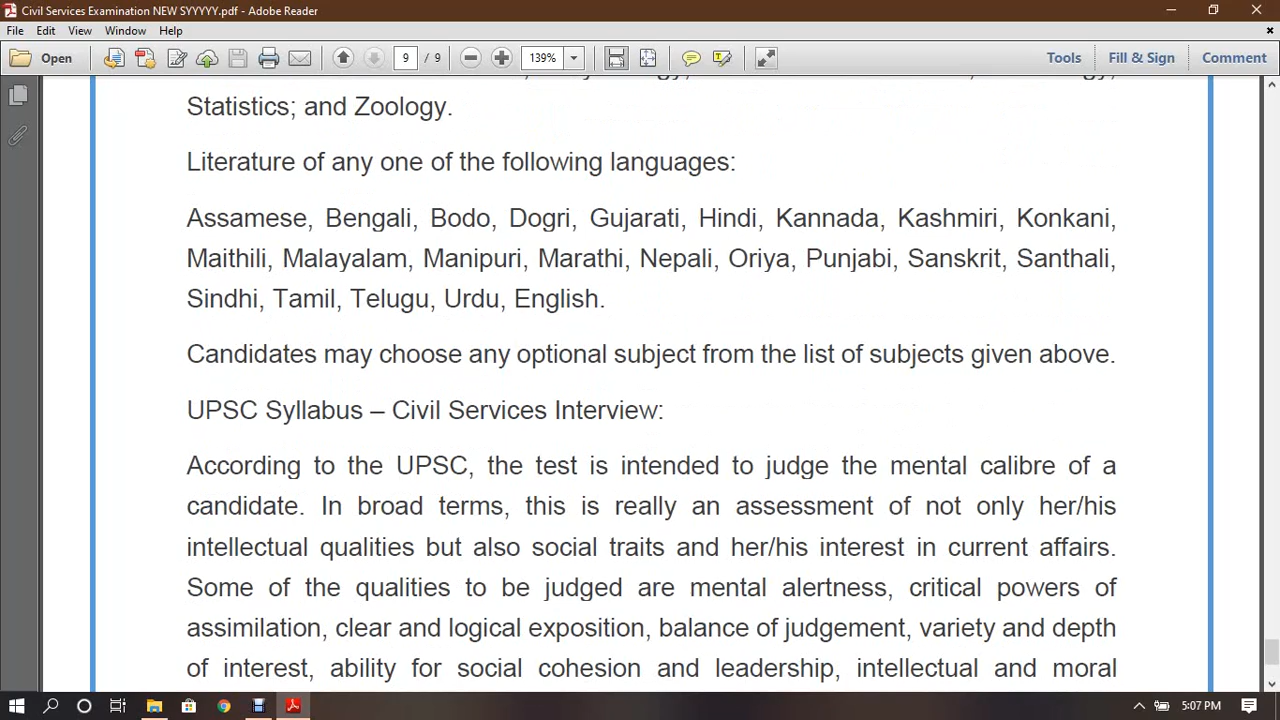 Civil Services Examination NEW SYYYYY.pdf - Adobe Reader
File Edit View Window Help
Open 9 / 9 139% Tools Fill & Sign Comment
Statistics; and Zoology.
Literature of any one of the following languages:
Assamese, Bengali, Bodo, Dogri, Gujarati, Hindi, Kannada, Kashmiri, Konkani,
Maithili, Malayalam, Manipuri, Marathi, Nepali, Oriya, Punjabi, Sanskrit, Santhali,
Sindhi, Tamil, Telugu, Urdu, English.
Candidates may choose any optional subject from the list of subjects given above.
UPSC Syllabus – Civil Services Interview:
According to the UPSC, the test is intended to judge the mental calibre of a
candidate. In broad terms, this is really an assessment of not only her/his
intellectual qualities but also social traits and her/his interest in current affairs.
Some of the qualities to be judged are mental alertness, critical powers of
assimilation, clear and logical exposition, balance of judgement, variety and depth
of interest, ability for social cohesion and leadership, intellectual and moral
5:07 PM